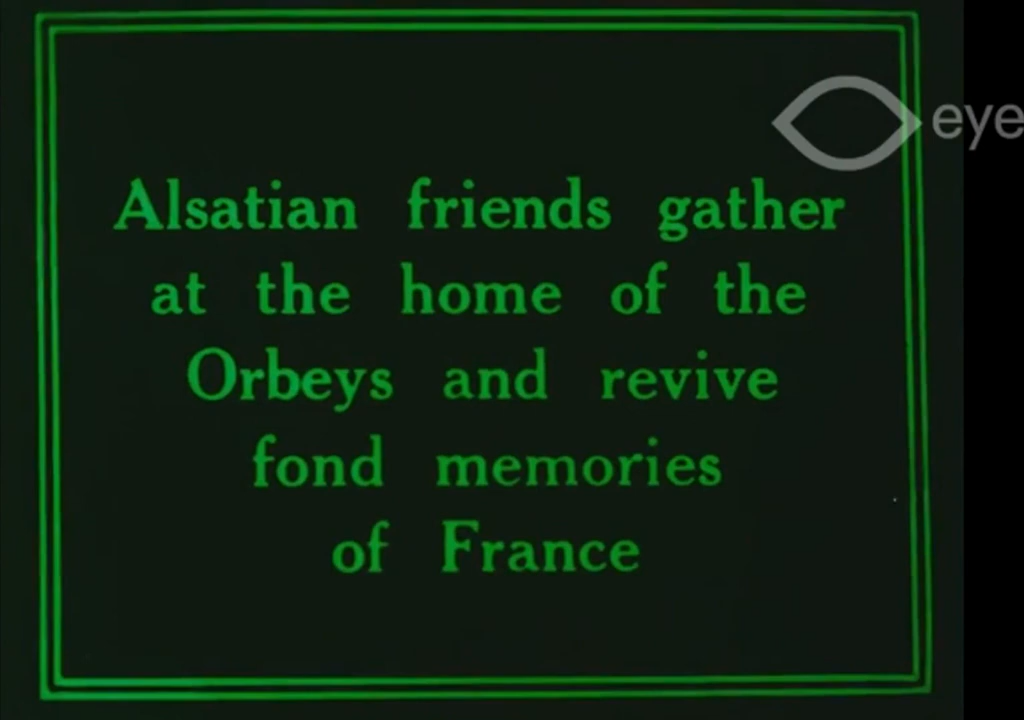 eye
Alsatian friends gather
at the home of the
Orbeys and revive
fond memories
of France